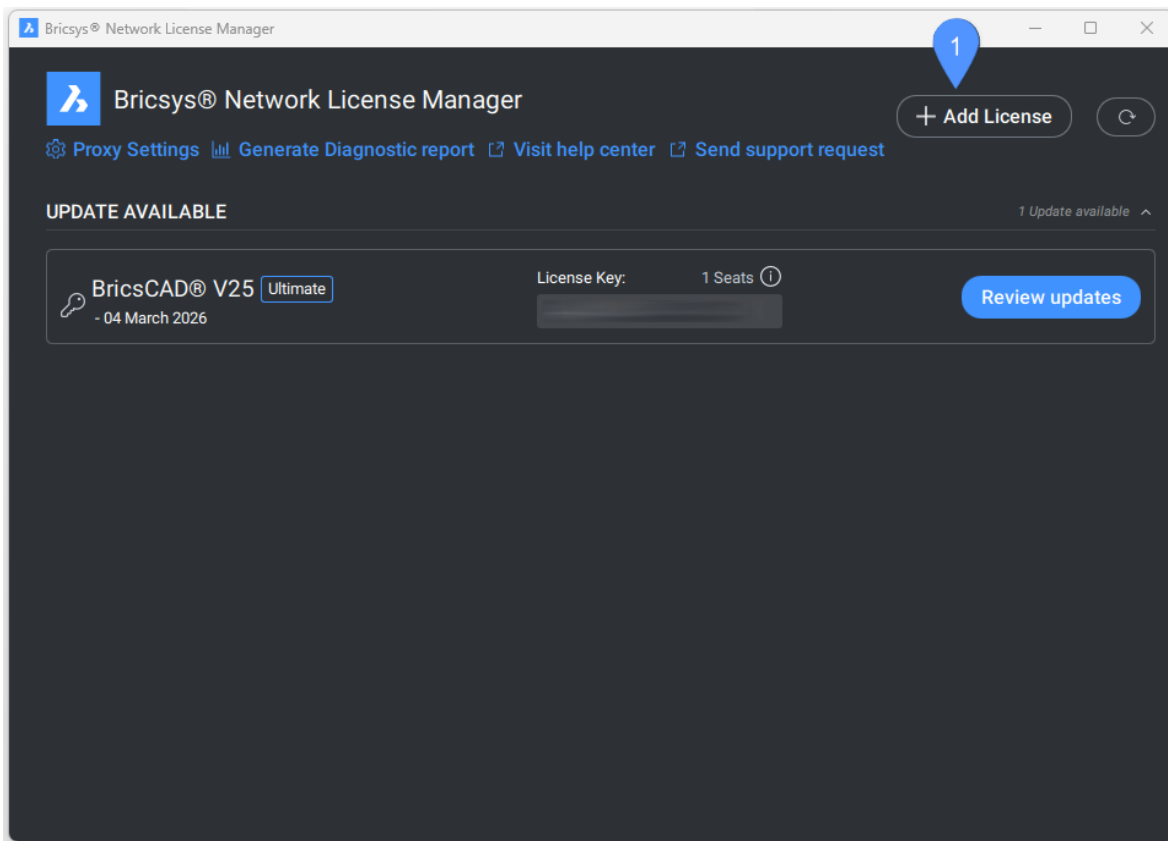 Bricsys® Network License Manager
1
Bricsys® Network License Manager
+ Add License
Proxy Settings Generate Diagnostic report Visit help center Send support request
UPDATE AVAILABLE
1 Update available
BricsCAD® V25 Ultimate
- 04 March 2026
License Key: 1 Seats
Review updates